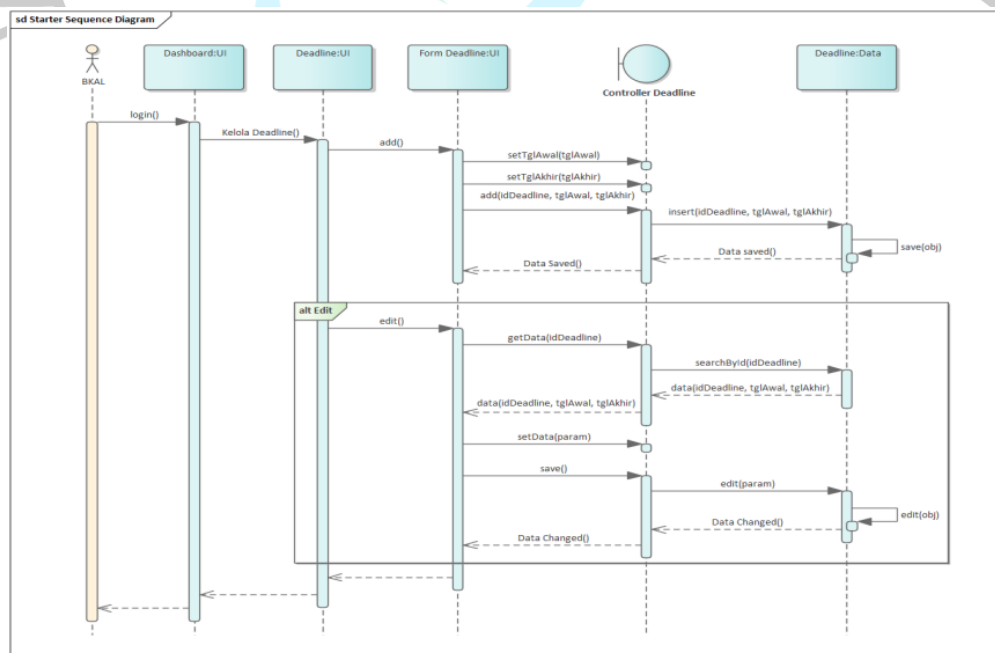 sd Starter Sequence Diagram
Dashboard:UI
Deadline:UI
Form Deadline:UI
Deadline:Data
BKAL
Controller Deadline
login()
Kelola Deadline()
add()
setTglAwal(tglAwal)
setTglAkhir(tglAkhir)
add(idDeadline, tglAwal, tglAkhir)
insert(idDeadline, tglAwal, tglAkhir)
save(obj)
Data saved()
Data Saved()
alt Edit
edit()
getData(idDeadline)
searchById(idDeadline)
data(idDeadline, tglAwal, tglAkhir)
data(idDeadline, tglAwal, tglAkhir)
setData(param)
save()
edit(param)
edit(obj)
Data Changed()
Data Changed()